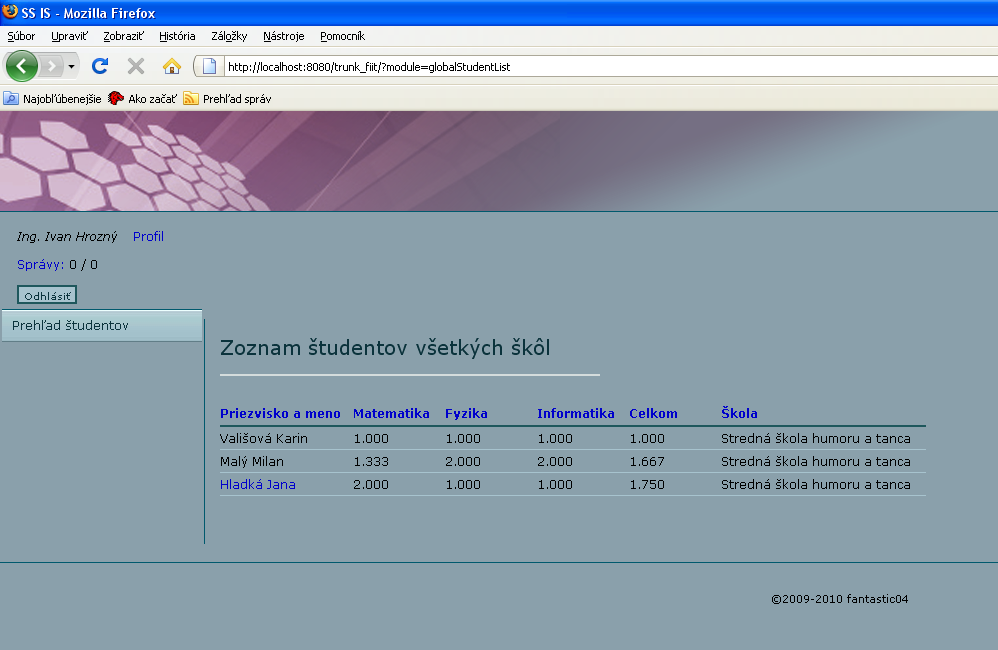 SS IS - Mozilla Firefox
Súbor Upraviť Zobraziť História Záložky Nástroje Pomocník
http://localhost:8080/trunk_fiit/?module=globalStudentList
Najobľúbenejšie Ako začať Prehľad správ
Ing. Ivan Hrozný Profil
Správy: 0 / 0
Odhlásiť
Prehľad študentov
Zoznam študentov všetkých škôl
Priezvisko a meno Matematika Fyzika Informatika Celkom Škola
Vališová Karin 1.000 1.000 1.000 1.000 Stredná škola humoru a tanca
Malý Milan 1.333 2.000 2.000 1.667 Stredná škola humoru a tanca
Hladká Jana 2.000 1.000 1.000 1.750 Stredná škola humoru a tanca
©2009-2010 fantastic04